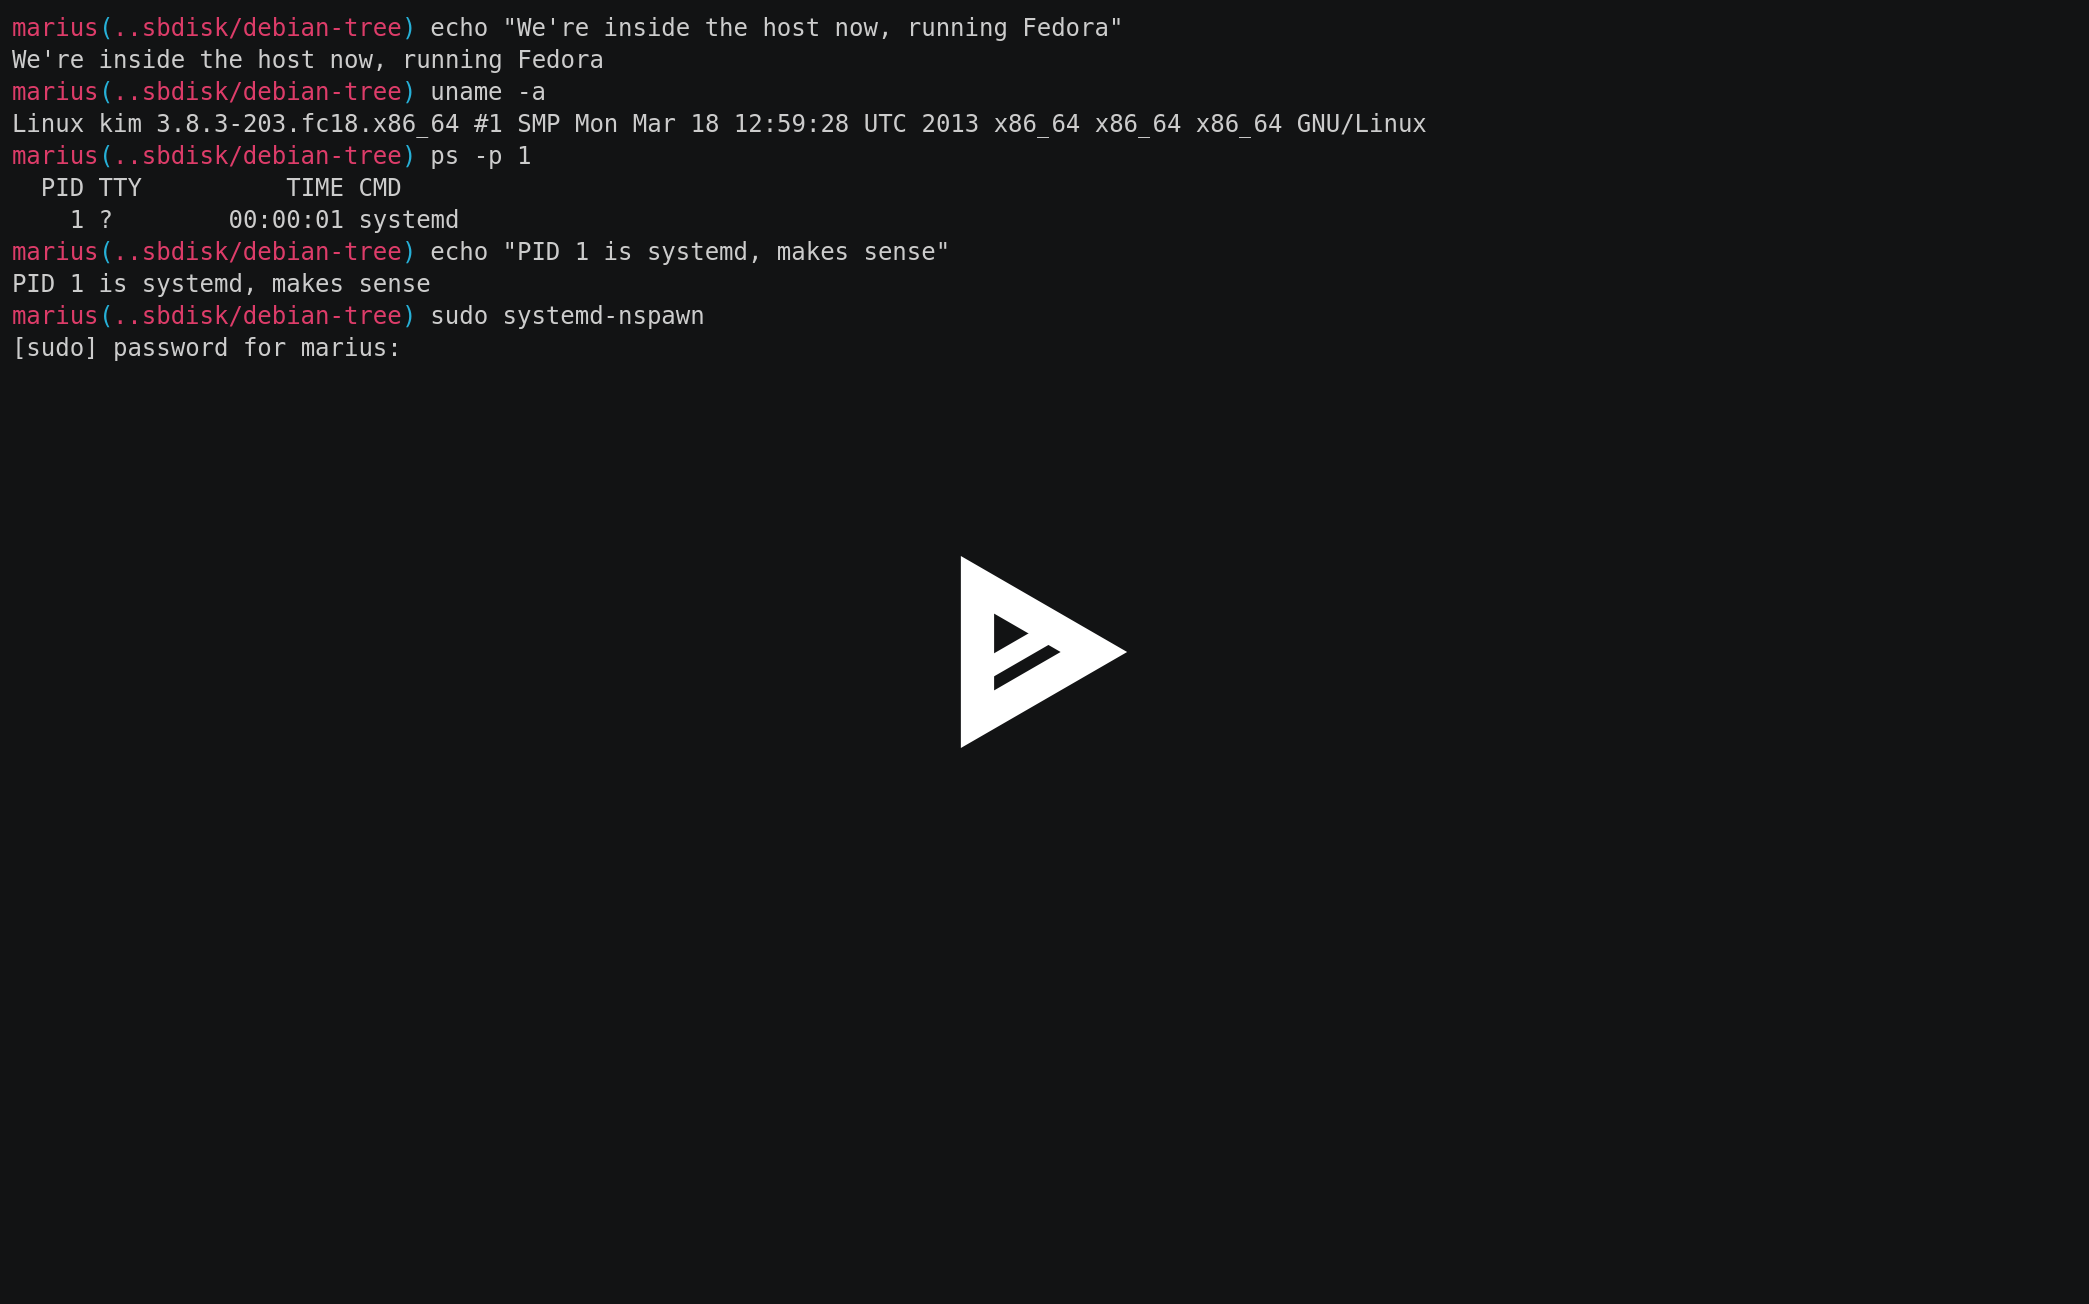 marius(..sbdisk/debian-tree) echo "We're inside the host now, running Fedora"
We're inside the host now, running Fedora
marius(..sbdisk/debian-tree) uname -a
Linux kim 3.8.3-203.fc18.x86_64 #1 SMP Mon Mar 18 12:59:28 UTC 2013 x86_64 x86_64 x86_64 GNU/Linux
marius(..sbdisk/debian-tree) ps -p 1
  PID TTY          TIME CMD
    1 ?        00:00:01 systemd
marius(..sbdisk/debian-tree) echo "PID 1 is systemd, makes sense"
PID 1 is systemd, makes sense
marius(..sbdisk/debian-tree) sudo systemd-nspawn
[sudo] password for marius: